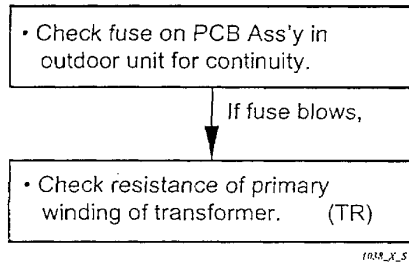 • Check fuse on PCB Ass'y in
outdoor unit for continuity.
If fuse blows,
• Check resistance of primary
winding of transformer. (TR)
1038_X_S